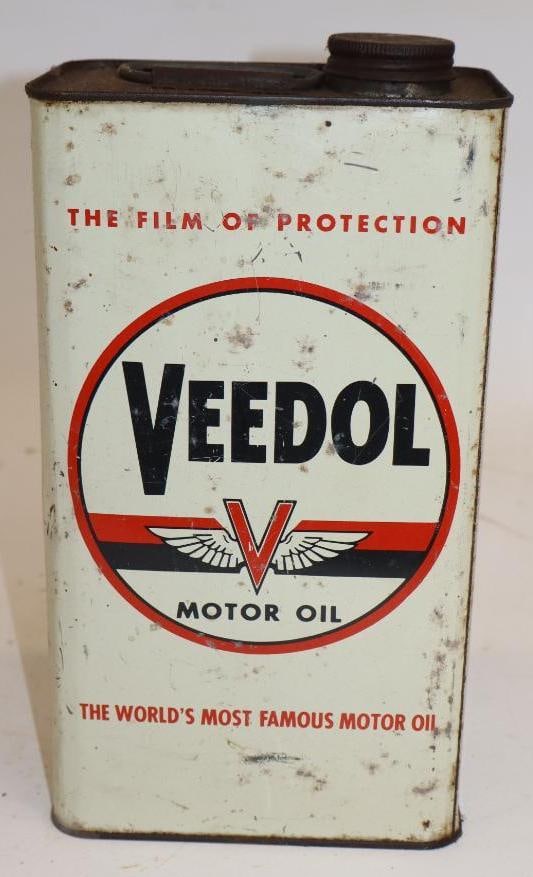 THE FILM OF PROTECTION
VEEDOL
V
MOTOR OIL
THE WORLD'S MOST FAMOUS MOTOR OIL